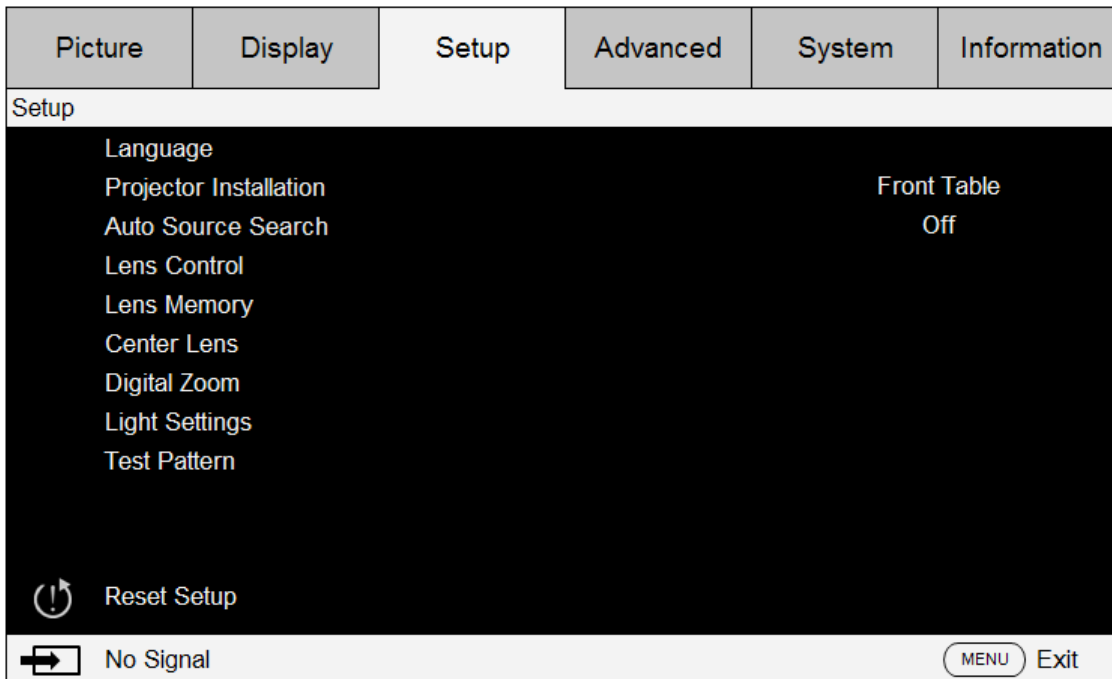 Picture Display Setup Advanced System Information
Setup
Language
Projector Installation Front Table
Auto Source Search Off
Lens Control
Lens Memory
Center Lens
Digital Zoom
Light Settings
Test Pattern
Reset Setup
No Signal MENU Exit